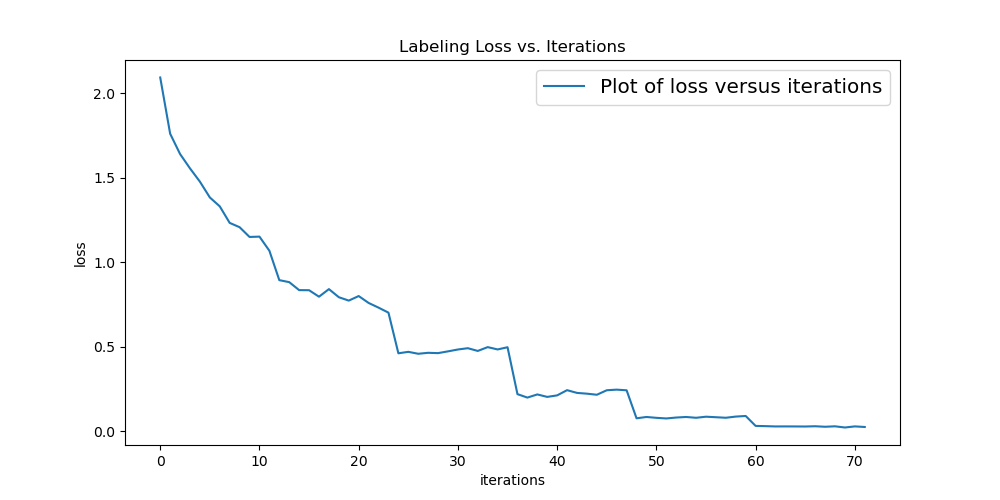 Labeling Loss vs. Iterations
Plot of loss versus iterations
2.0
1.5
1.0
0.5
0.0
loss
0 10 20 30 40 50 60 70
iterations